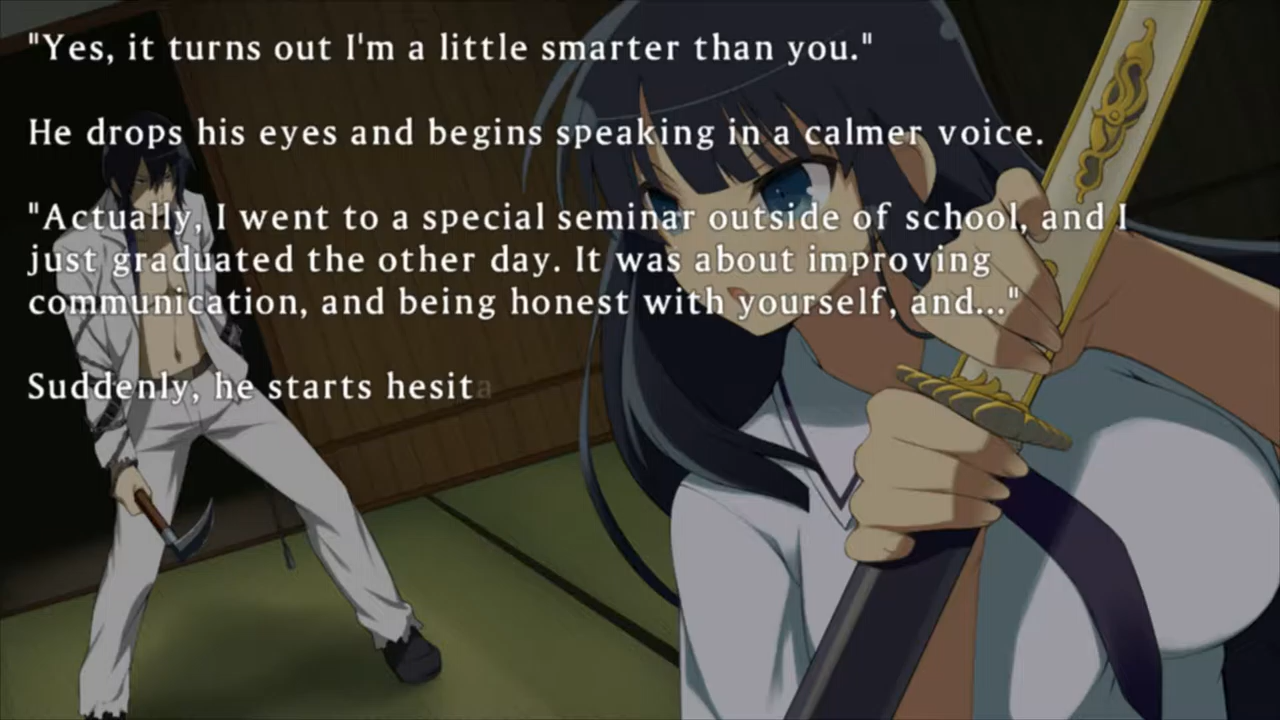 "Yes, it turns out I'm a little smarter than you."
He drops his eyes and begins speaking in a calmer voice.
"Actually, I went to a special seminar outside of school, and I
just graduated the other day. It was about improving
communication, and being honest with yourself, and..."
Suddenly, he starts hesita